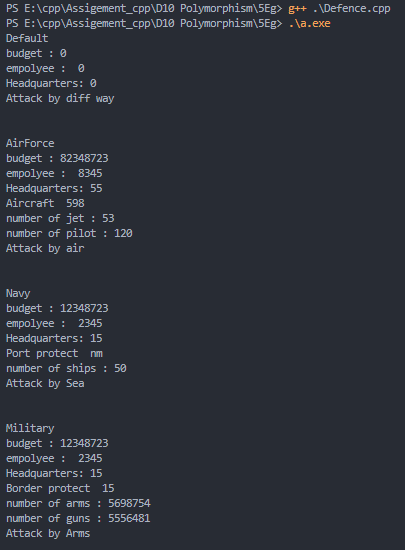 PS E:\cpp\Assigement_cpp\D10 Polymorphism\5Eg> g++ .\Defence.cpp
PS E:\cpp\Assigement_cpp\D10 Polymorphism\5Eg> .\a.exe
Default
budget : 0
empolyee :  0
Headquarters: 0
Attack by diff way
AirForce
budget : 82348723
empolyee :  8345
Headquarters: 55
Aircraft  598
number of jet : 53
number of pilot : 120
Attack by air
Navy
budget : 12348723
empolyee :  2345
Headquarters: 15
Port protect  nm
number of ships : 50
Attack by Sea
Military
budget : 12348723
empolyee :  2345
Headquarters: 15
Border protect  15
number of arms : 5698754
number of guns : 5556481
Attack by Arms